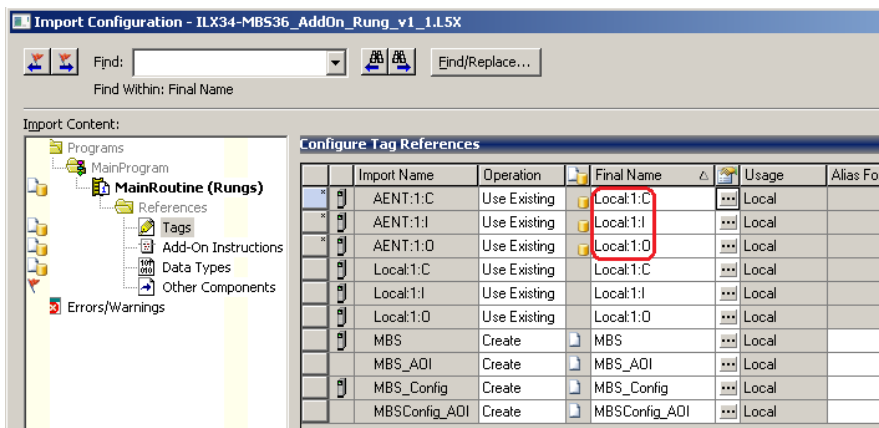 Import Configuration - ILX34-MBS36_AddOn_Rung_v1_1.L5X
Find: Find/Replace...
Find Within: Final Name
Import Content:
Programs
MainProgram
MainRoutine (Rungs)
References
Tags
Add-On Instructions
Data Types
Other Components
Errors/Warnings
Configure Tag References
Import Name Operation Final Name Usage Alias Fo
AENT:1:C Use Existing Local:1:C ... Local
AENT:1:I Use Existing Local:1:I ... Local
AENT:1:O Use Existing Local:1:O ... Local
Local:1:C Use Existing Local:1:C ... Local
Local:1:I Use Existing Local:1:I ... Local
Local:1:O Use Existing Local:1:O ... Local
MBS Create MBS ... Local
MBS_AOI Create MBS_AOI ... Local
MBS_Config Create MBS_Config ... Local
MBSConfig_AOI Create MBSConfig_AOI ... Local